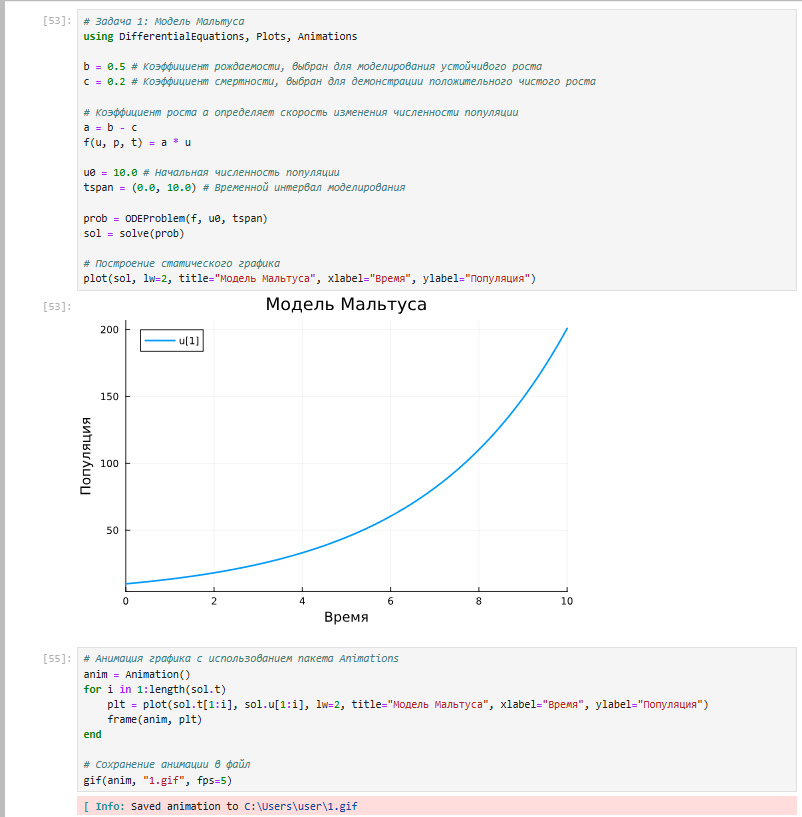 [53]:
# Задача 1: Модель Мальтуса
using DifferentialEquations, Plots, Animations
b = 0.5 # Коэффициент рождаемости, выбран для моделирования устойчивого роста
c = 0.2 # Коэффициент смертности, выбран для демонстрации положительного чистого роста
# Коэффициент роста a определяет скорость изменения численности популяции
a = b - c
f(u, p, t) = a * u
u0 = 10.0 # Начальная численность популяции
tspan = (0.0, 10.0) # Временной интервал моделирования
prob = ODEProblem(f, u0, tspan)
sol = solve(prob)
# Построение статического графика
plot(sol, lw=2, title="Модель Мальтуса", xlabel="Время", ylabel="Популяция")
[53]:
Модель Мальтуса
u[1]
200
150
100
50
Популяция
0 2 4 6 8 10
Время
[55]:
# Анимация графика с использованием пакета Animations
anim = Animation()
for i in 1:length(sol.t)
    plt = plot(sol.t[1:i], sol.u[1:i], lw=2, title="Модель Мальтуса", xlabel="Время", ylabel="Популяция")
    frame(anim, plt)
end
# Сохранение анимации в файл
gif(anim, "1.gif", fps=5)
[ Info: Saved animation to C:\Users\user\1.gif